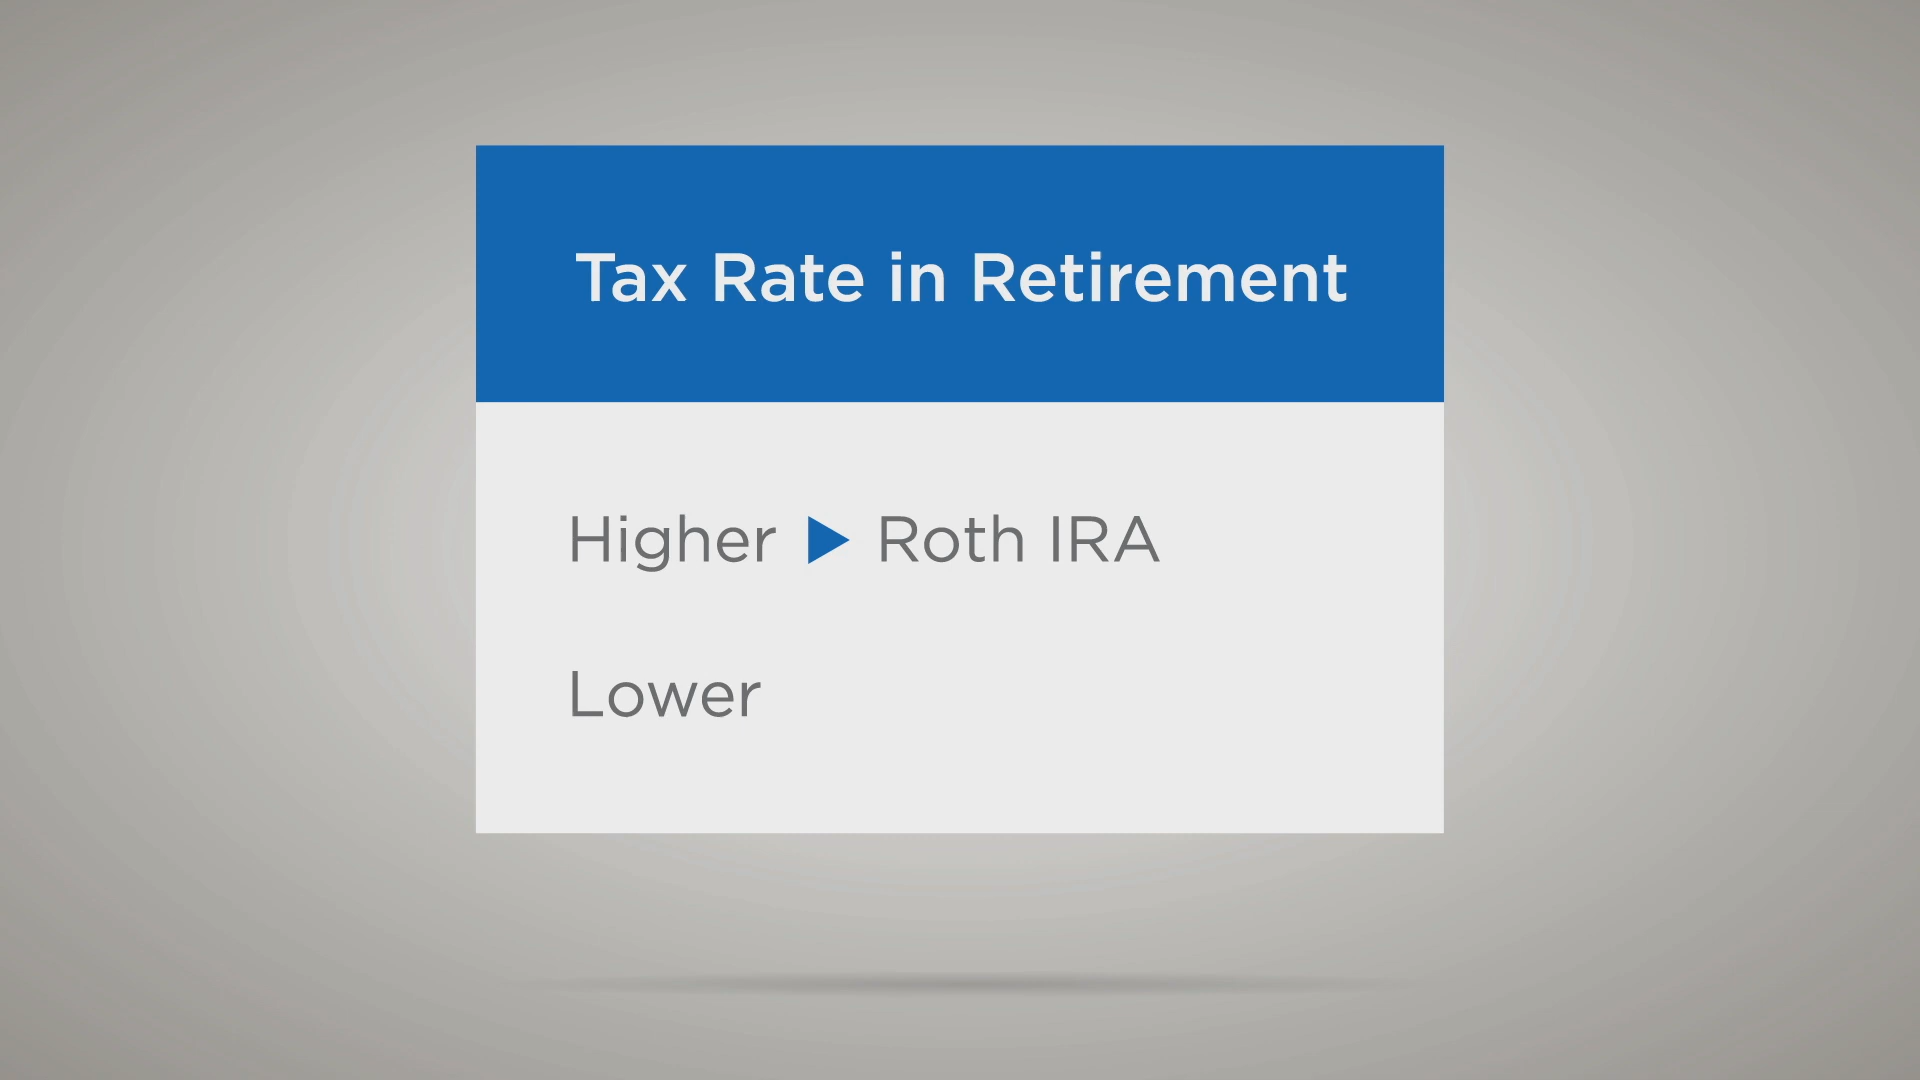 Tax Rate in Retirement
Higher ▶ Roth IRA
Lower